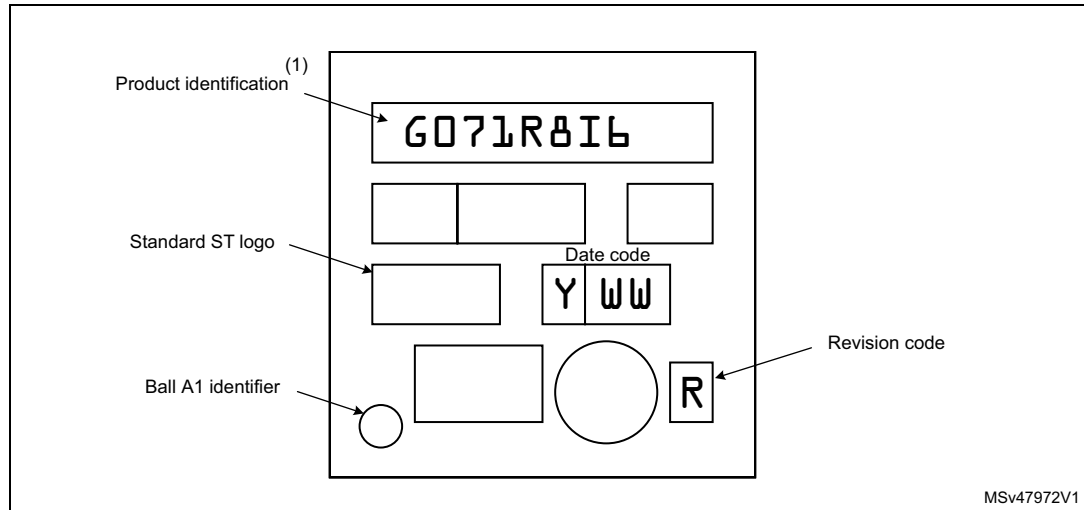 (1)
Product identification
G071R8I6
Standard ST logo
Date code
Y WW
Revision code
Ball A1 identifier
R
MSv47972V1